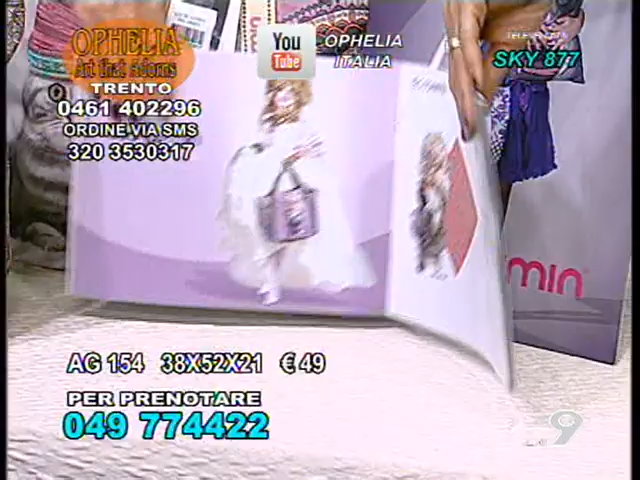 OPHELIA
Art that Adorns
TRENTO
0461 402296
ORDINE VIA SMS
320 3530317
You
Tube
OPHELIA
ITALIA
SKY 877
min
AG 154 38X52X21 € 49
PER PRENOTARE
049 774422
9